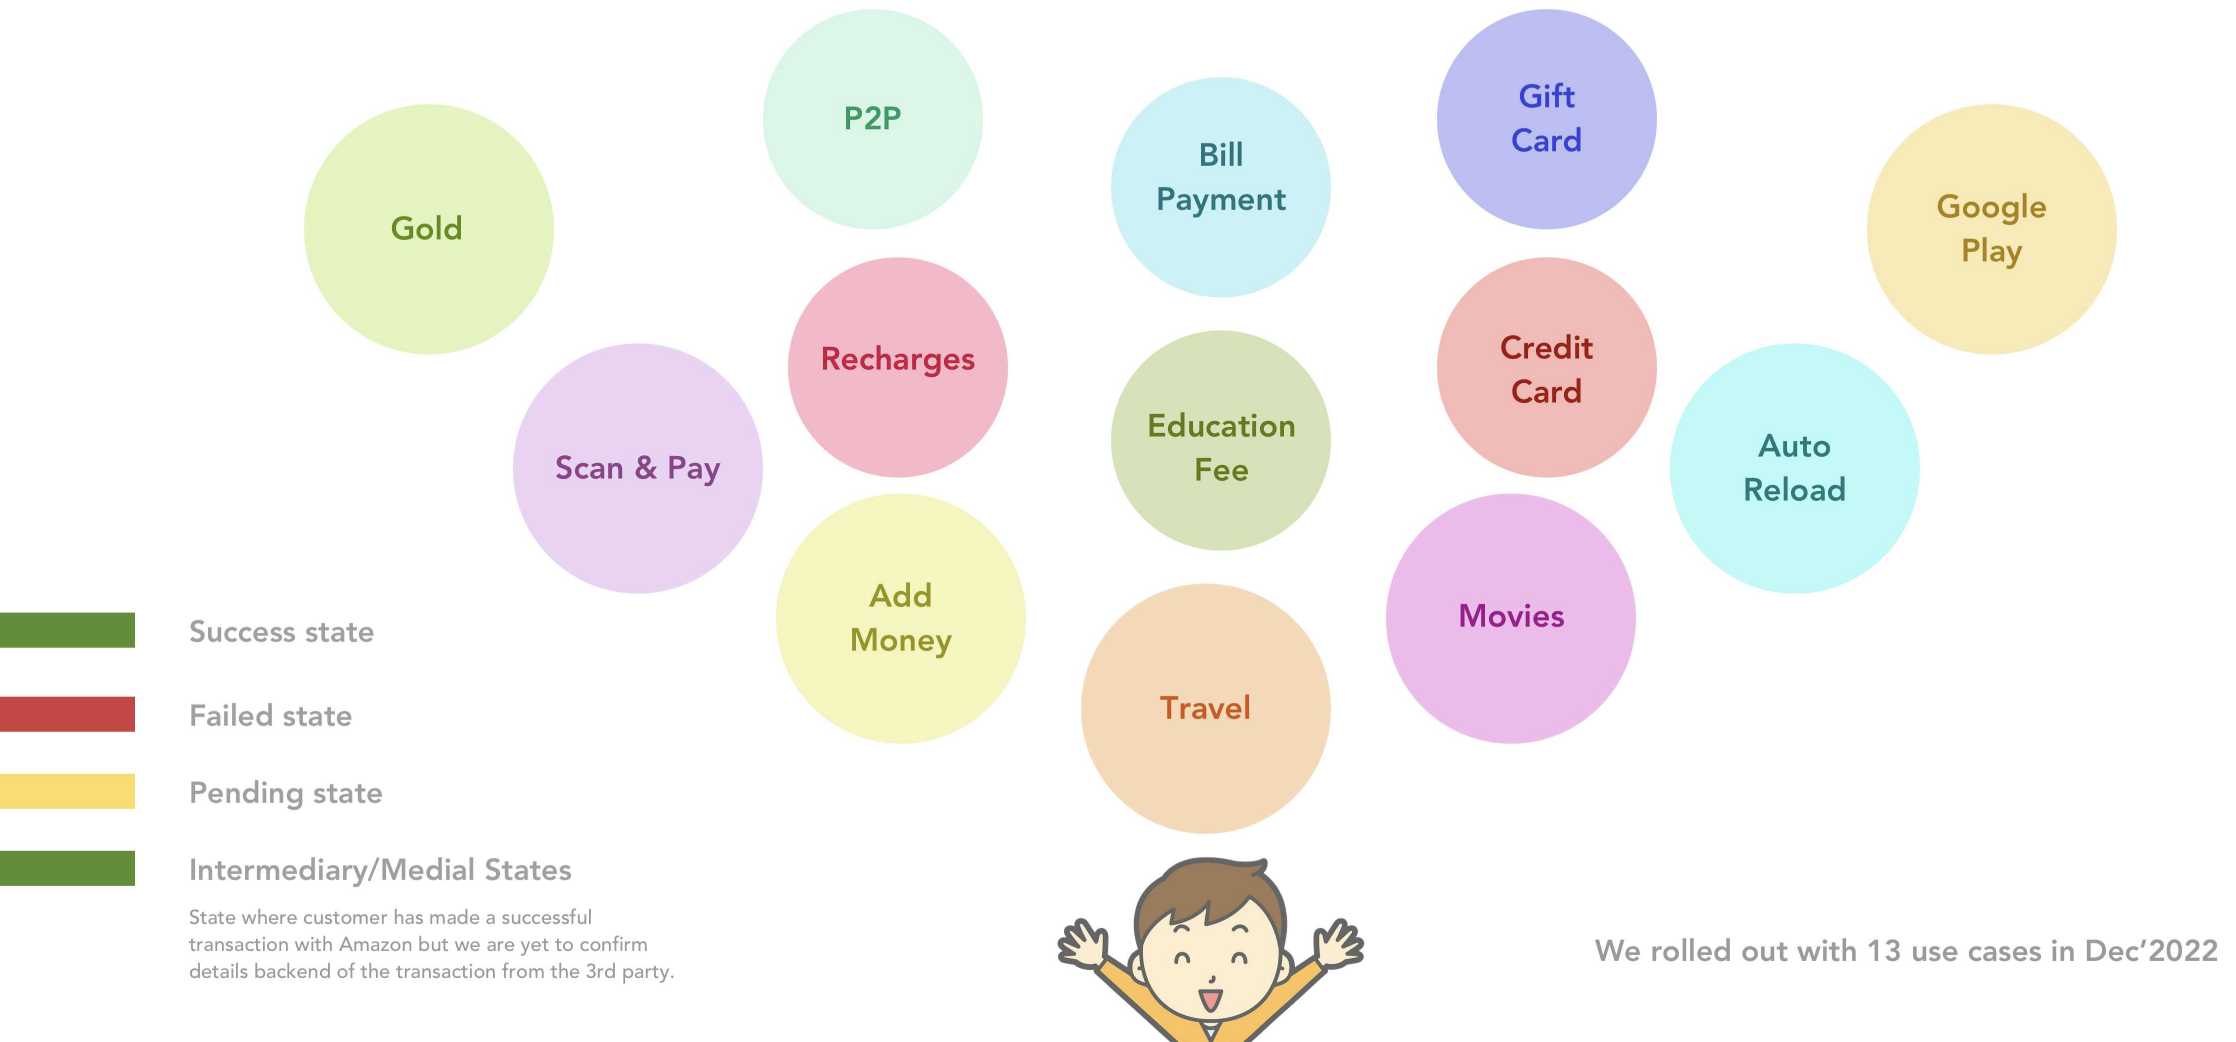 P2P
Gift
Card
Bill
Payment
Gold
Google
Play
Recharges
Credit
Card
Education
Fee
Scan & Pay
Auto
Reload
Add
Money
Movies
Travel
Success state
Failed state
Pending state
Intermediary/Medial States
State where customer has made a successful
transaction with Amazon but we are yet to confirm
details backend of the transaction from the 3rd party.
We rolled out with 13 use cases in Dec’2022